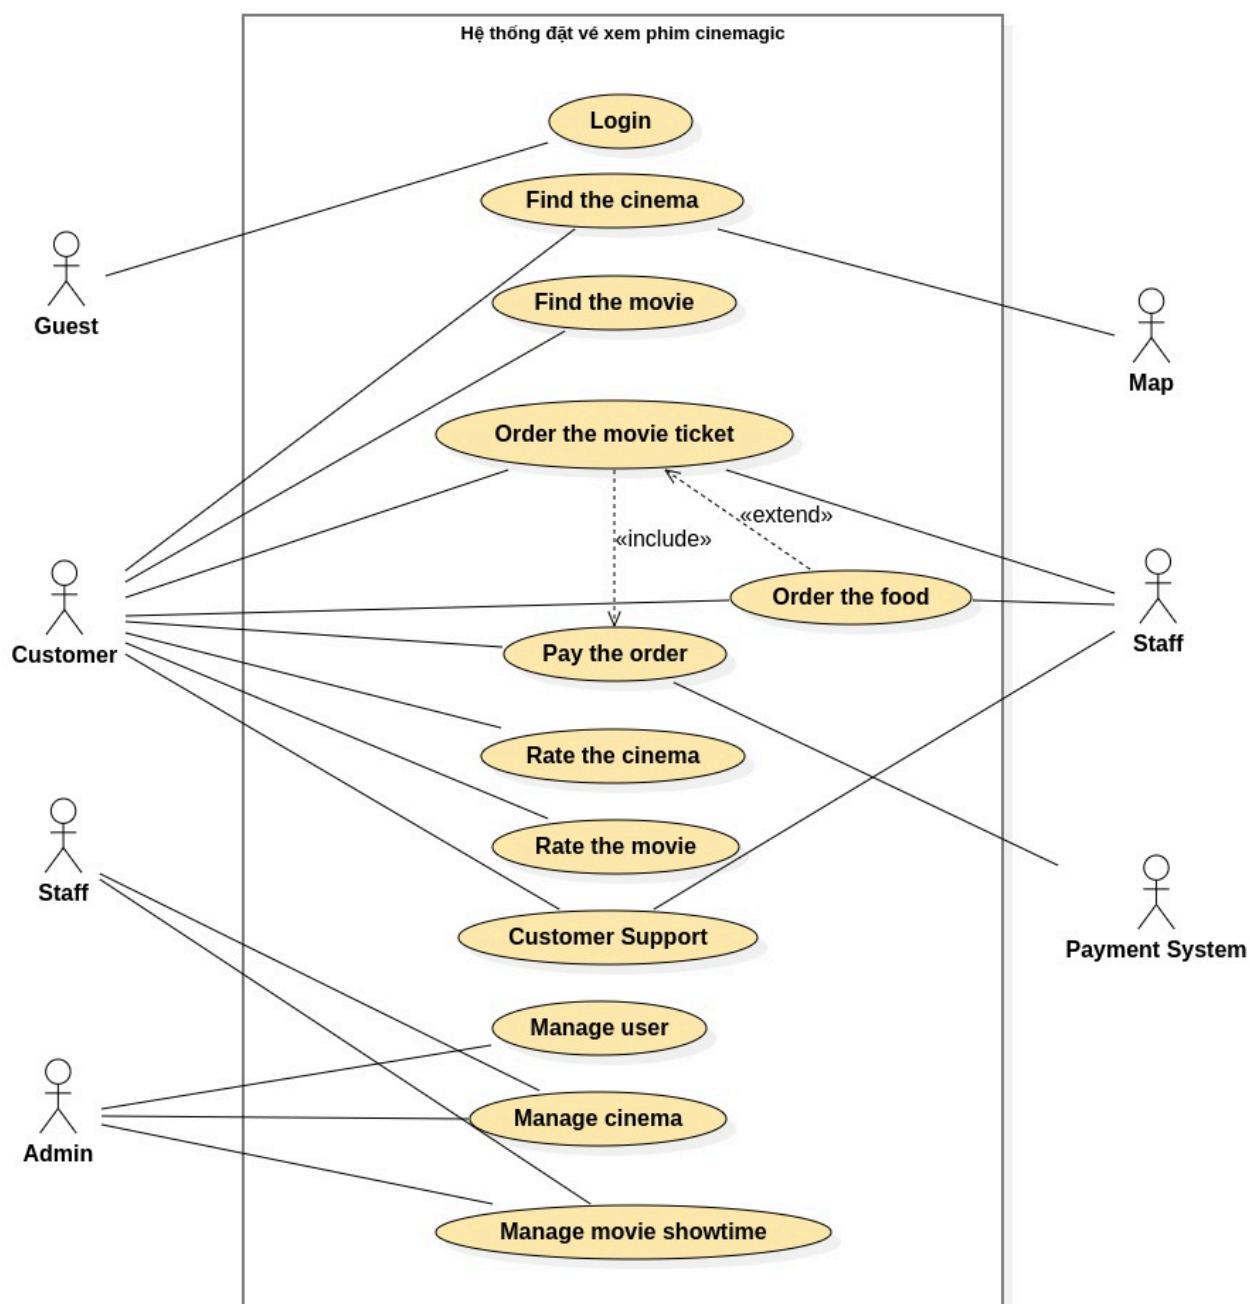 Hệ thống đặt vé xem phim cinemagic
Login
Find the cinema
Guest
Find the movie
Map
Order the movie ticket
«extend»
«include»
Order the food
Customer
Pay the order
Staff
Rate the cinema
Rate the movie
Staff
Customer Support
Payment System
Manage user
Manage cinema
Admin
Manage movie showtime